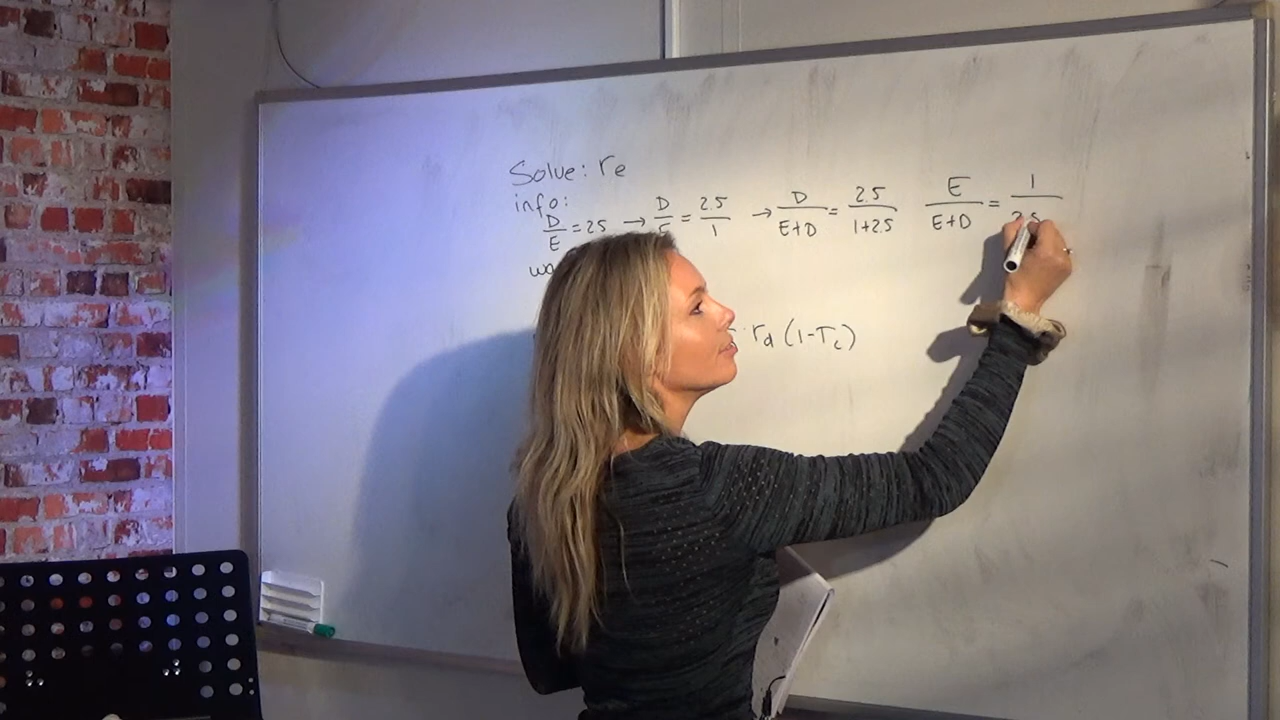 Solve: re
info:
D/E = 2.5 → D/E = 2.5/1 → D/(E+D) = 2.5/(1+2.5) E/(E+D) = 1/2.5
rd (1-Tc)